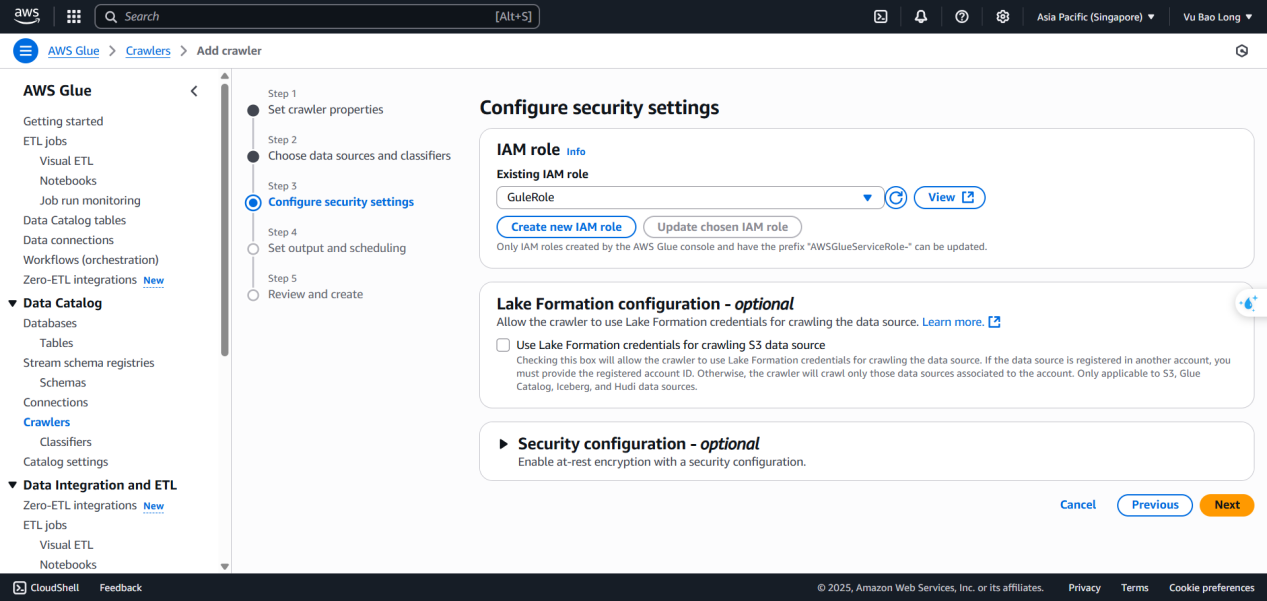 aws
Search [Alt+S]
Asia Pacific (Singapore)
Vu Bao Long
AWS Glue
Crawlers
Add crawler
AWS Glue
Getting started
ETL jobs
Visual ETL
Notebooks
Job run monitoring
Data Catalog tables
Data connections
Workflows (orchestration)
Zero-ETL integrations New
Data Catalog
Databases
Tables
Stream schema registries
Schemas
Connections
Crawlers
Classifiers
Catalog settings
Data Integration and ETL
Zero-ETL integrations New
ETL jobs
Visual ETL
Notebooks
Step 1
Set crawler properties
Step 2
Choose data sources and classifiers
Step 3
Configure security settings
Step 4
Set output and scheduling
Step 5
Review and create
Configure security settings
IAM role Info
Existing IAM role
GuleRole
View
Create new IAM role
Update chosen IAM role
Only IAM roles created by the AWS Glue console and have the prefix "AWSGlueServiceRole-" can be updated.
Lake Formation configuration - optional
Allow the crawler to use Lake Formation credentials for crawling the data source. Learn more.
Use Lake Formation credentials for crawling S3 data source
Checking this box will allow the crawler to use Lake Formation credentials for crawling the data source. If the data source is registered in another account, you
must provide the registered account ID. Otherwise, the crawler will crawl only those data sources associated to the account. Only applicable to S3, Glue
Catalog, Iceberg, and Hudi data sources.
Security configuration - optional
Enable at-rest encryption with a security configuration.
Cancel
Previous
Next
CloudShell
Feedback
© 2025, Amazon Web Services, Inc. or its affiliates.
Privacy
Terms
Cookie preferences